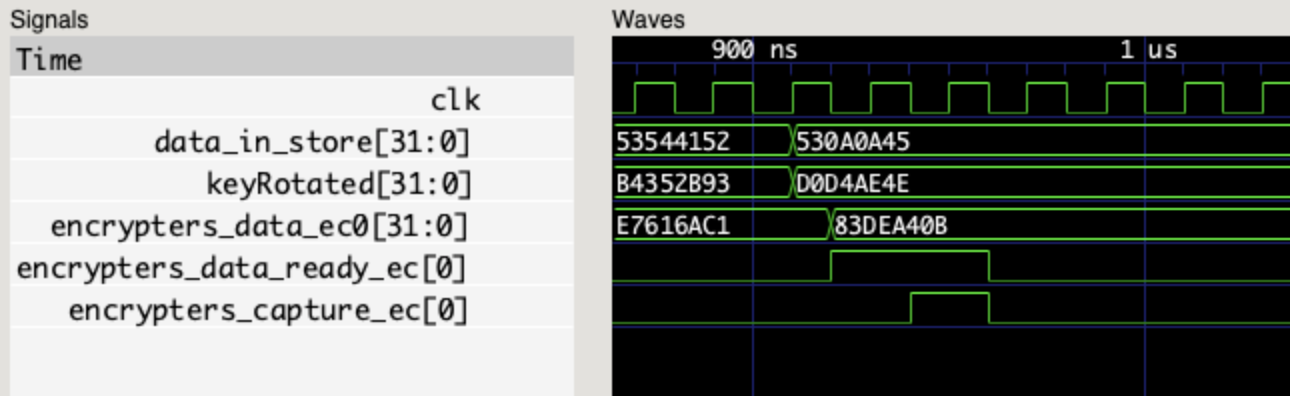 Signals
Waves
Time
900 ns
1 us
clk
data_in_store[31:0]
53544152
530A0A45
keyRotated[31:0]
B4352B93
D0D4AE4E
encrypters_data_ec0[31:0]
E7616AC1
83DEA40B
encrypters_data_ready_ec[0]
encrypters_capture_ec[0]